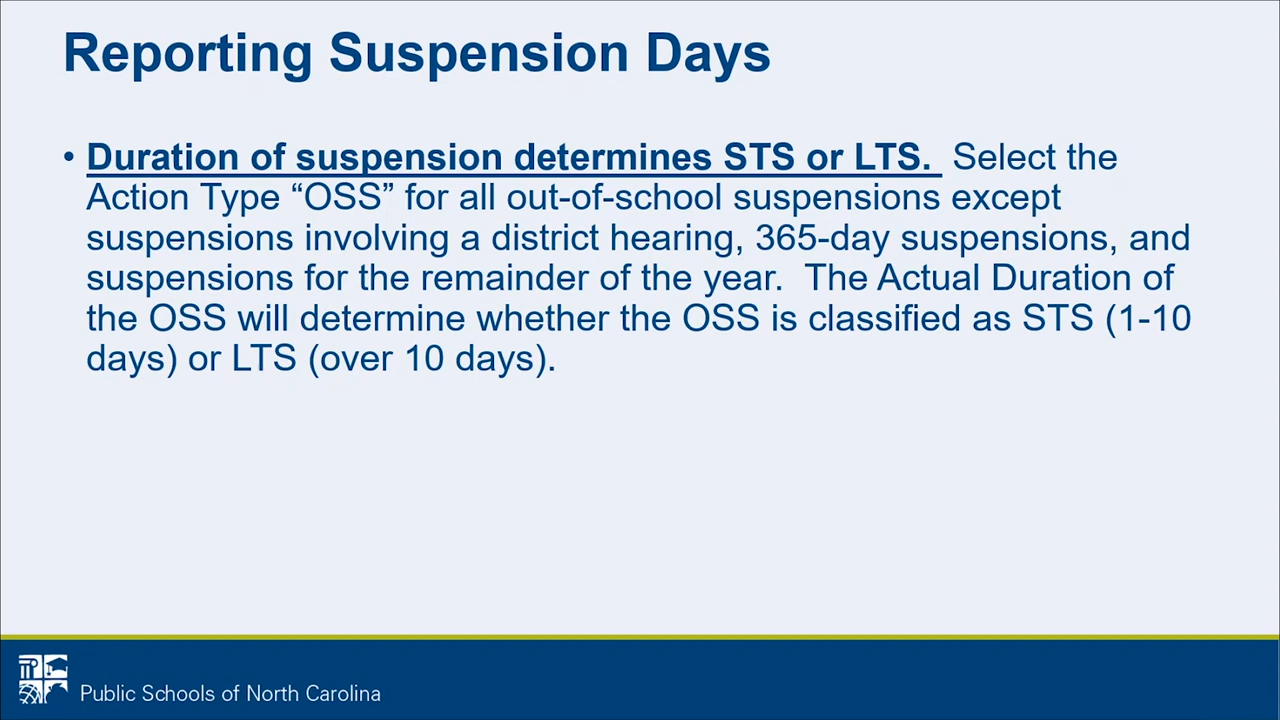 Reporting Suspension Days
• Duration of suspension determines STS or LTS. Select the
Action Type “OSS” for all out-of-school suspensions except
suspensions involving a district hearing, 365-day suspensions, and
suspensions for the remainder of the year. The Actual Duration of
the OSS will determine whether the OSS is classified as STS (1-10
days) or LTS (over 10 days).
Public Schools of North Carolina